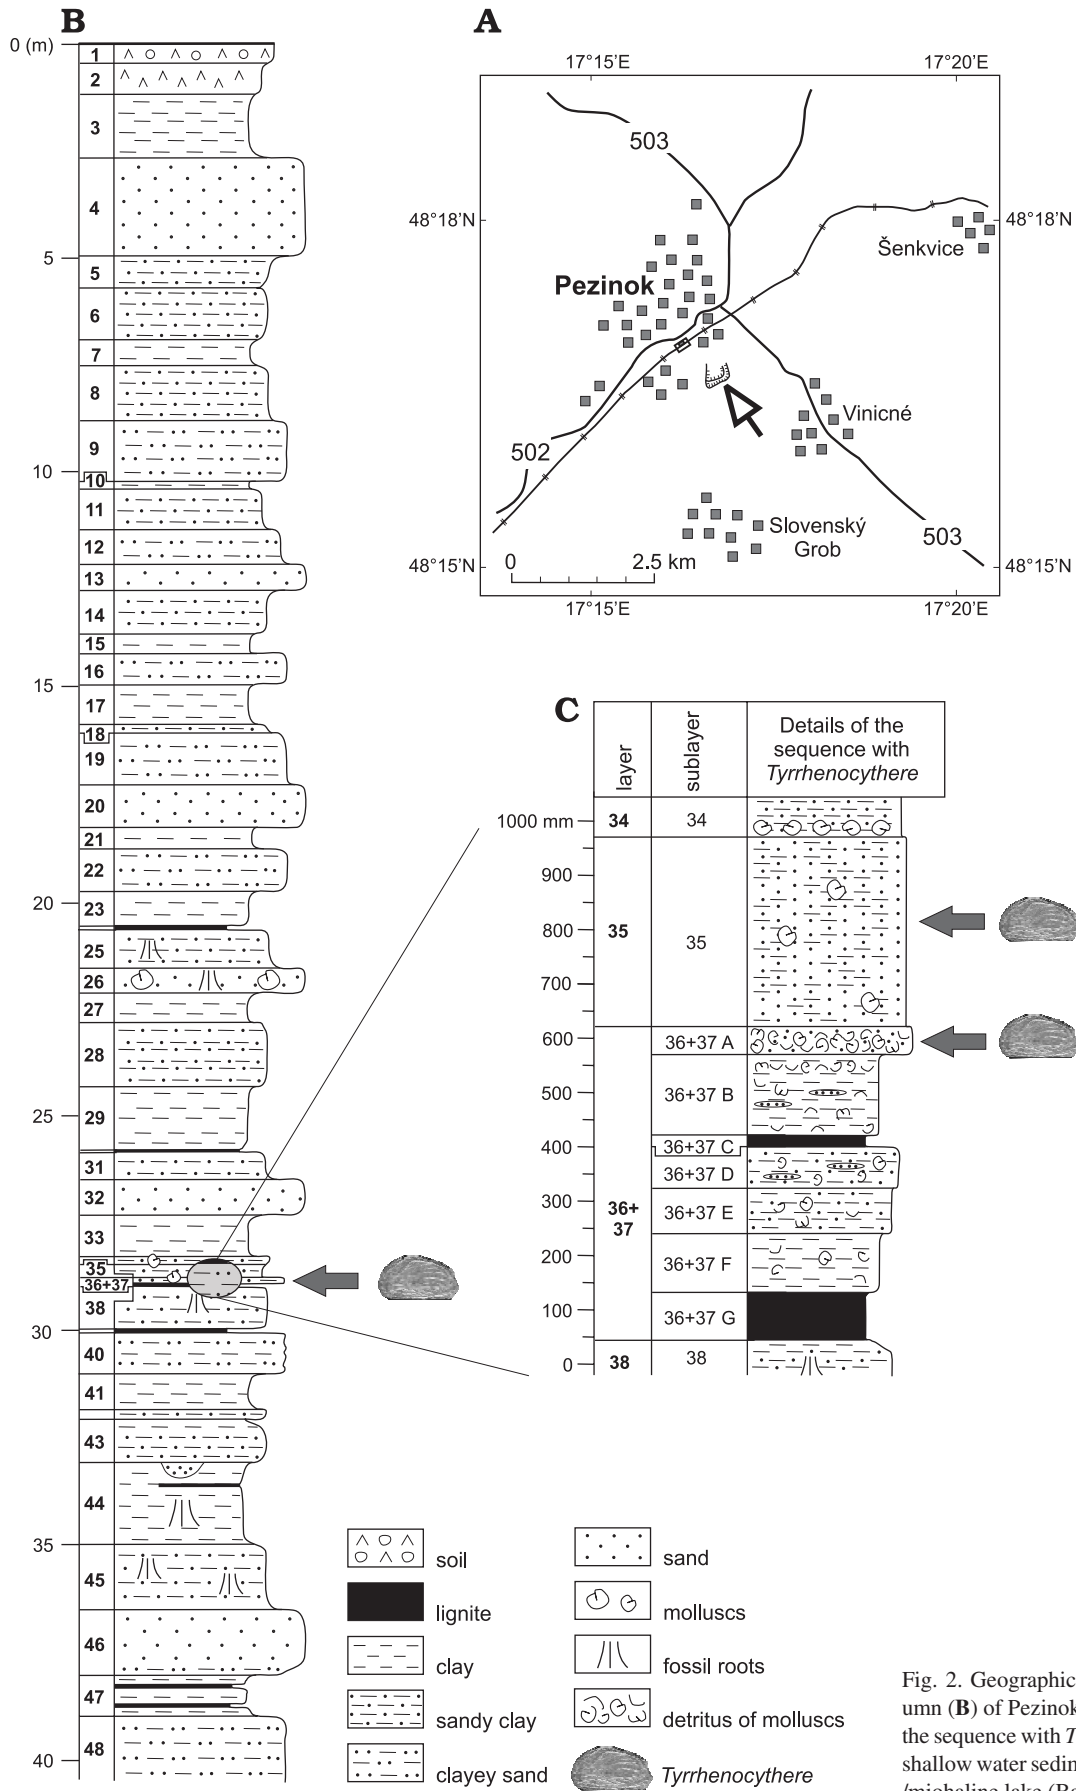 B
0 (m)
1
2
3
4
5
5
6
7
8
9
10
10
11
12
13
14
15
15
16
17
18
19
20
21
22
20
23
25
26
27
28
25
29
31
32
33
35
36+37
38
30
40
41
43
44
35
45
46
47
48
40
A
17°15'E
17°20'E
503
48°18'N
48°18'N
Šenkvice
Pezinok
Vinicné
502
Slovenský
Grob
503
0
2.5 km
48°15'N
48°15'N
17°15'E
17°20'E
C
layer
sublayer
Details of the
sequence with
Tyrrhenocythere
1000 mm
34
34
900
800
35
35
700
600
36+37 A
500
36+37 B
400
36+37 C
36+37 D
300
36+
37
36+37 E
200
36+37 F
100
36+37 G
0
38
38
soil
lignite
clay
sandy clay
clayey sand
sand
molluscs
fossil roots
detritus of molluscs
Tyrrhenocythere
Fig. 2. Geographic
umn (B) of Pezinok
the sequence with T
shallow water sedim